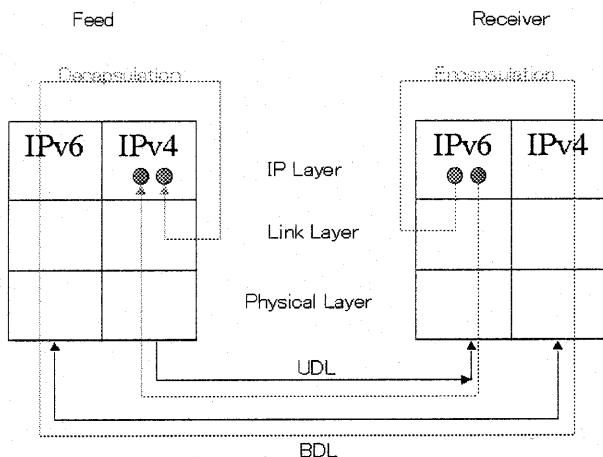 Feed Receiver
Decapsulation Encapsulation
IPv6 IPv4 IPv6 IPv4
IP Layer
Link Layer
Physical Layer
UDL
BDL